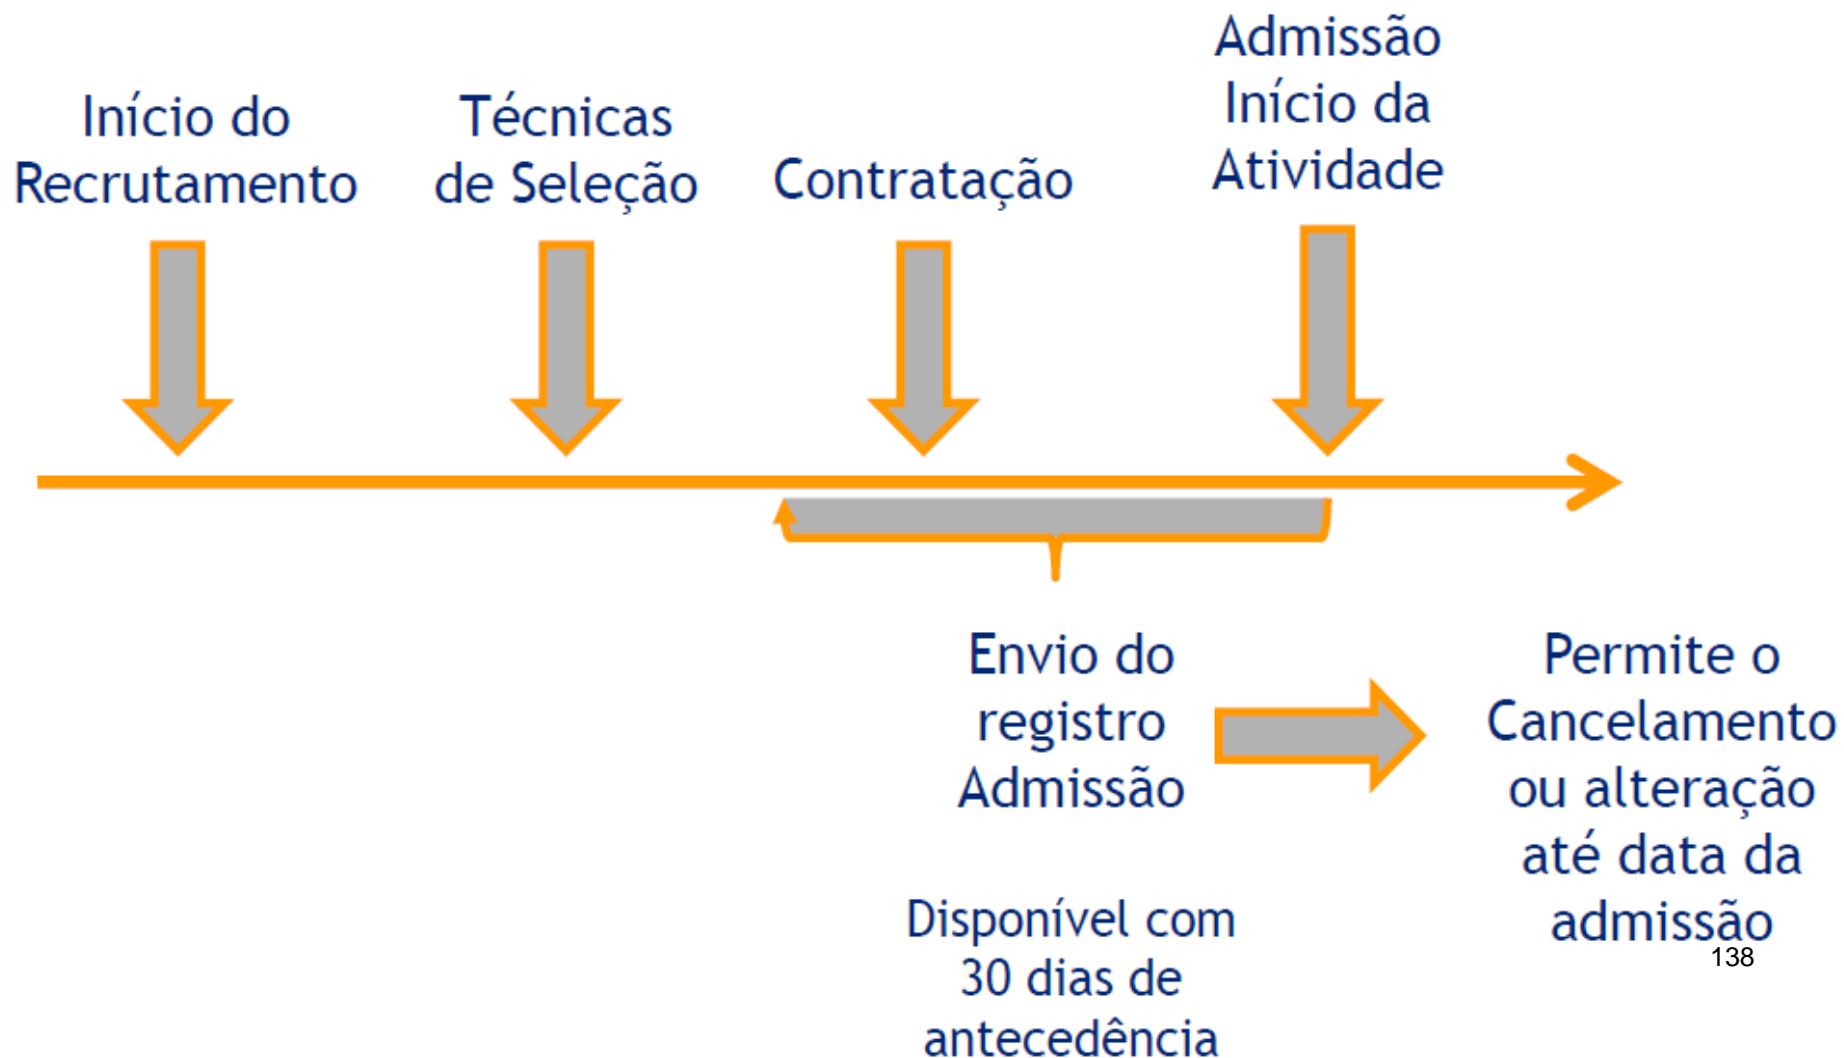 Início do
Recrutamento
Técnicas
de Seleção
Contratação
Admissão
Início da
Atividade
Envio do
registro
Admissão
Permite o
Cancelamento
ou alteração
até data da
admissão
Disponível com
30 dias de
antecedência
138